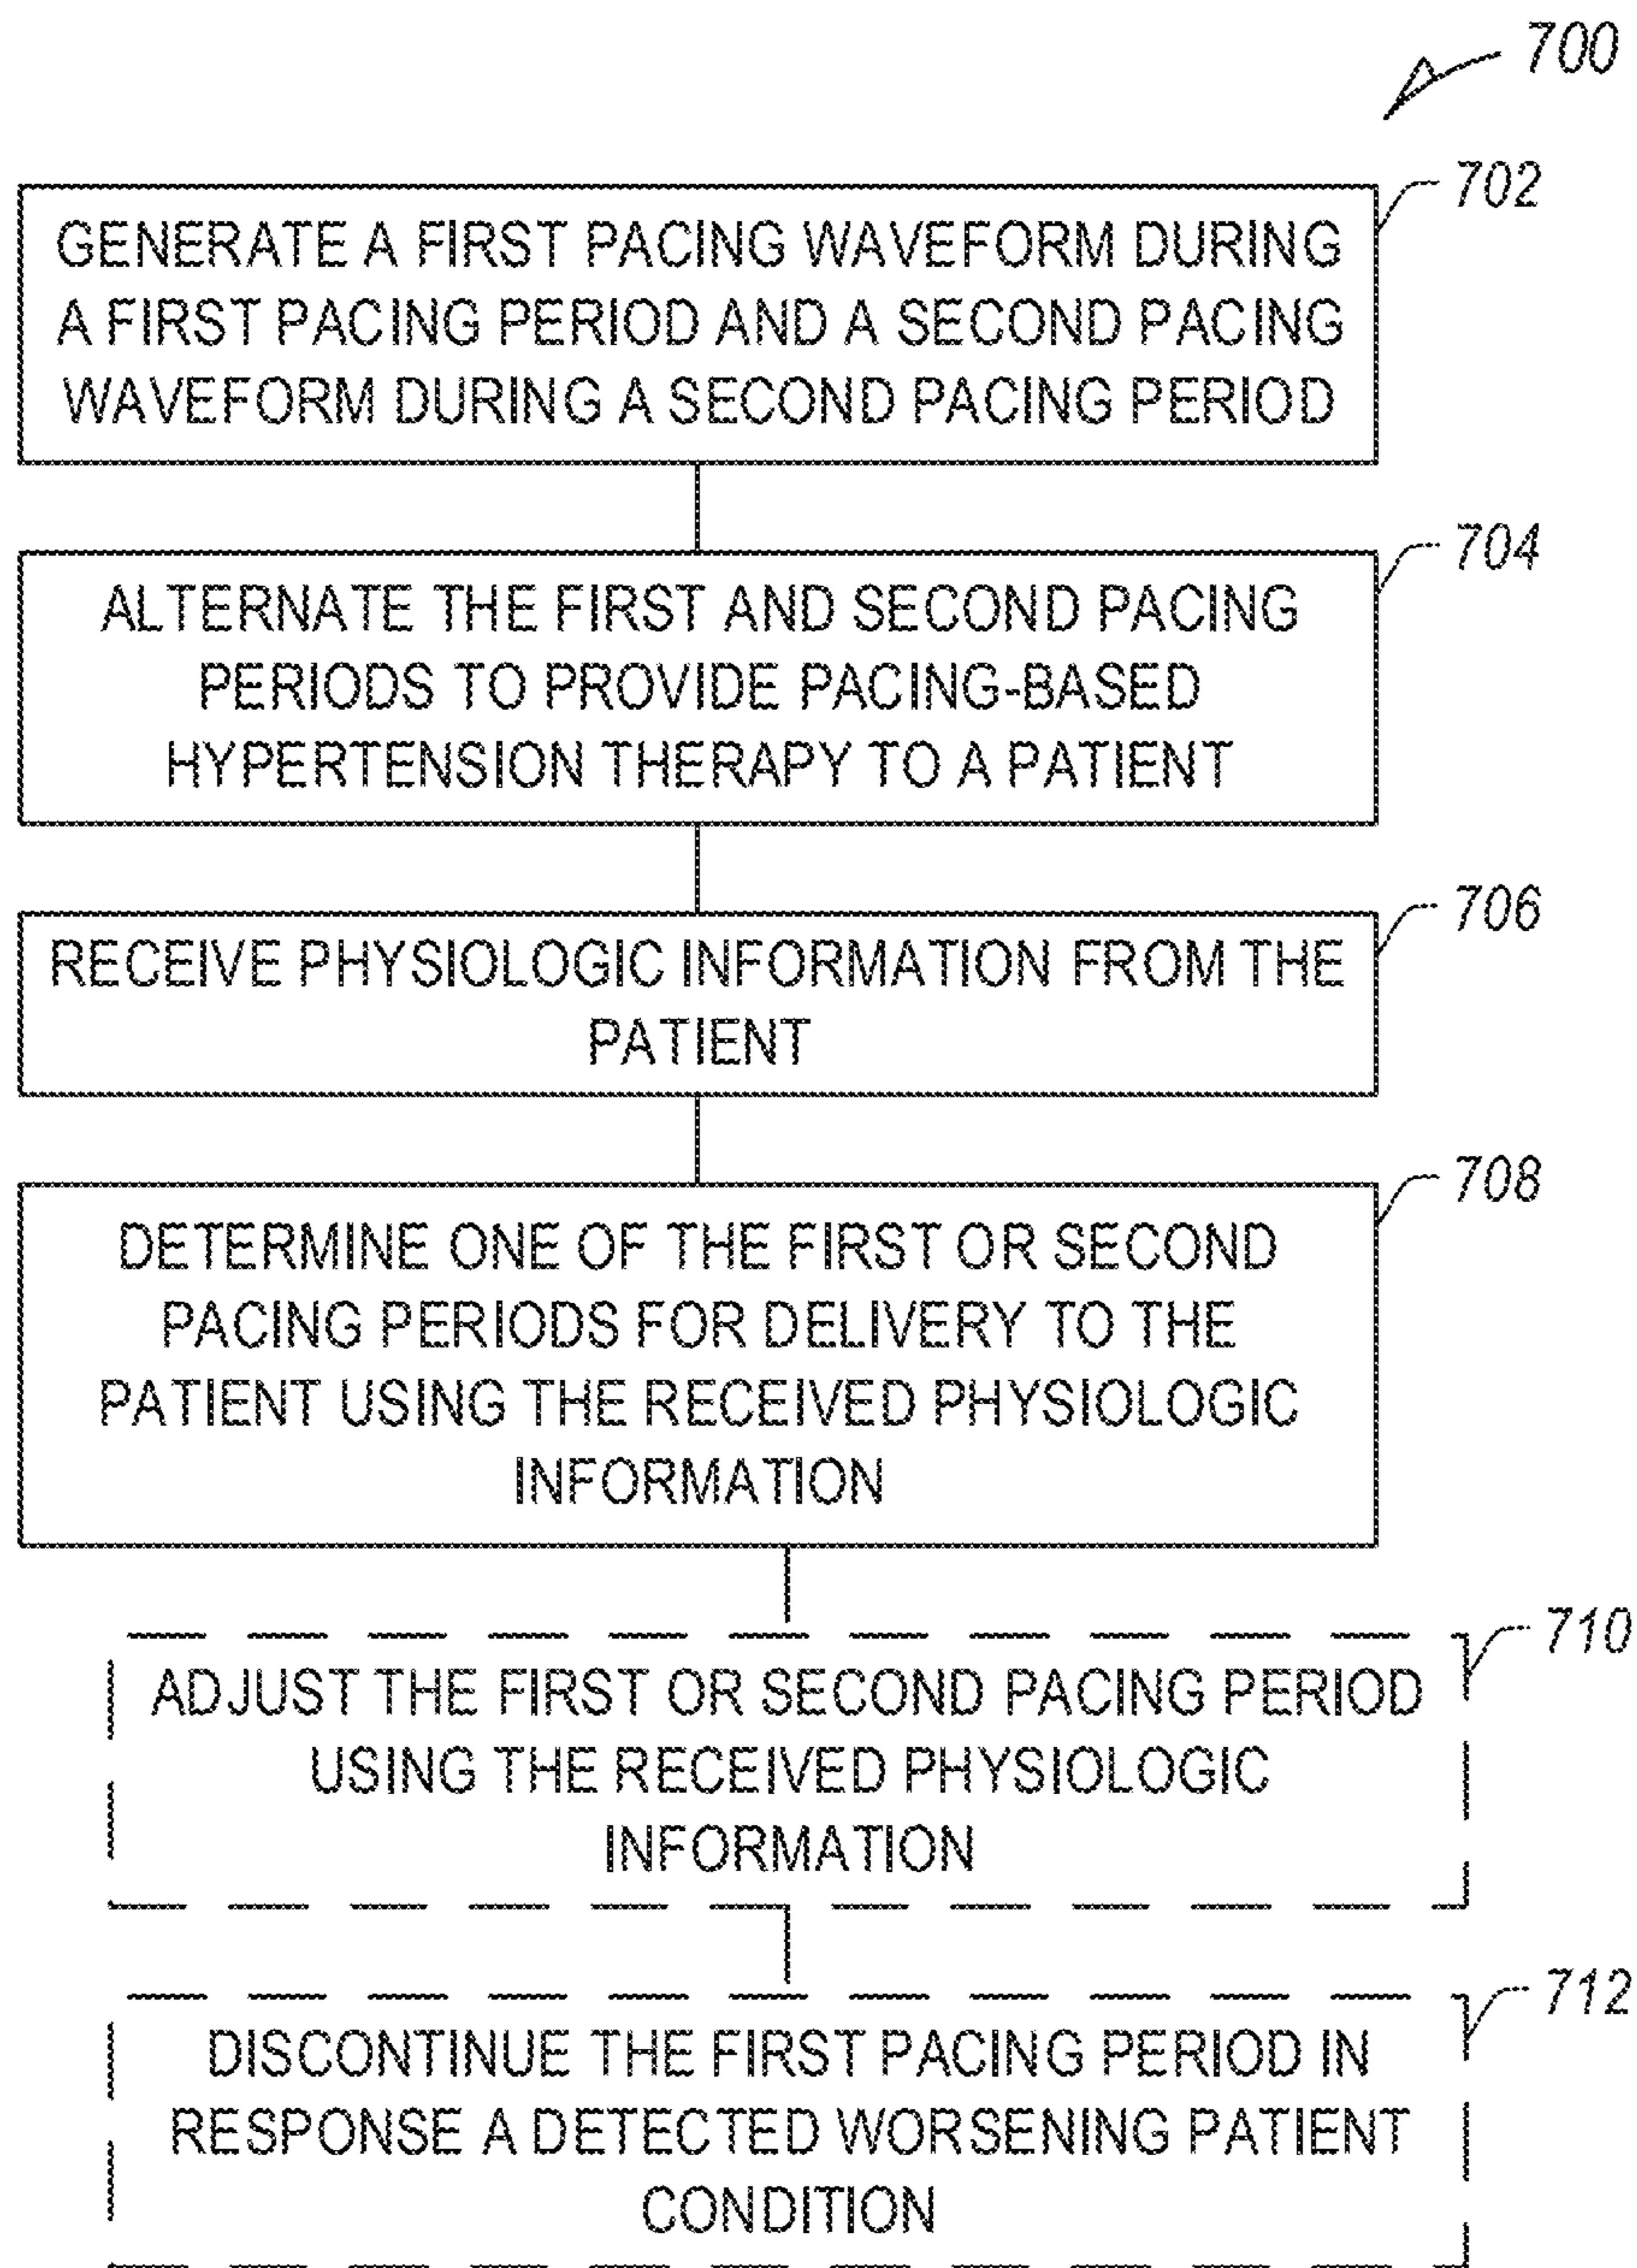 700
702
GENERATE A FIRST PACING WAVEFORM DURING
A FIRST PACING PERIOD AND A SECOND PACING
WAVEFORM DURING A SECOND PACING PERIOD
704
ALTERNATE THE FIRST AND SECOND PACING
PERIODS TO PROVIDE PACING-BASED
HYPERTENSION THERAPY TO A PATIENT
706
RECEIVE PHYSIOLOGIC INFORMATION FROM THE
PATIENT
708
DETERMINE ONE OF THE FIRST OR SECOND
PACING PERIODS FOR DELIVERY TO THE
PATIENT USING THE RECEIVED PHYSIOLOGIC
INFORMATION
710
ADJUST THE FIRST OR SECOND PACING PERIOD
USING THE RECEIVED PHYSIOLOGIC
INFORMATION
712
DISCONTINUE THE FIRST PACING PERIOD IN
RESPONSE A DETECTED WORSENING PATIENT
CONDITION